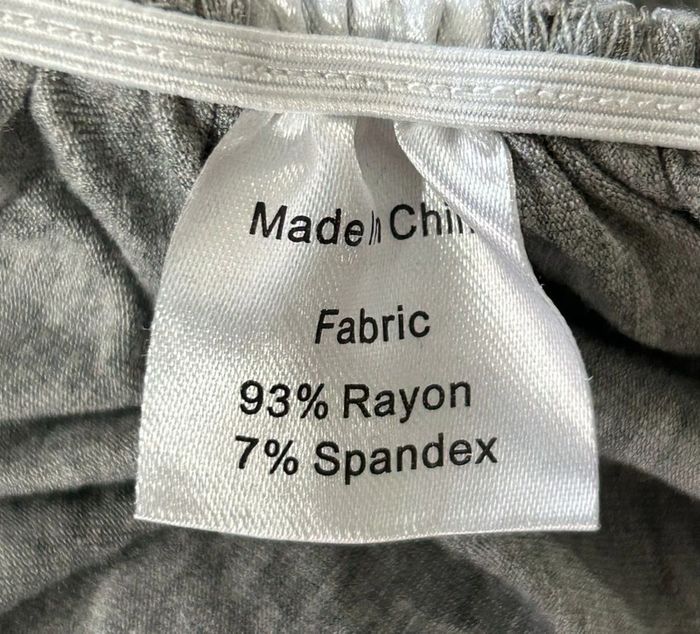 Made In Chin
Fabric
93% Rayon
7% Spandex